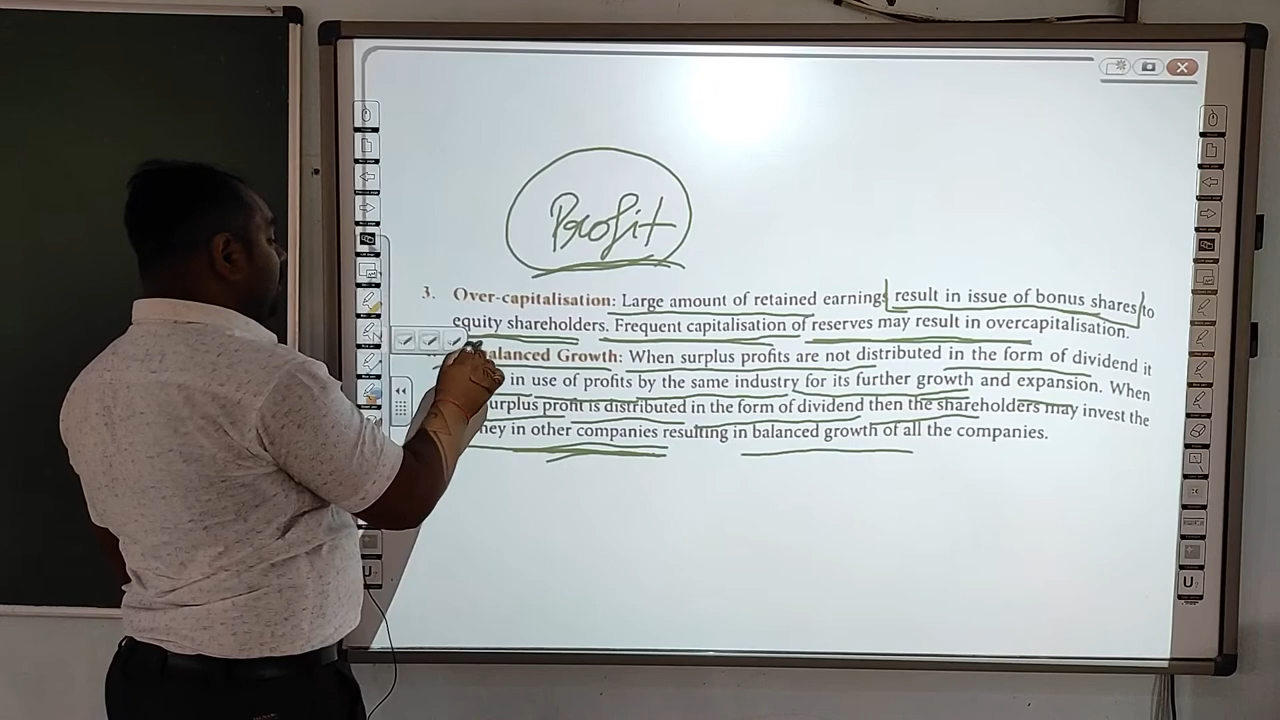 Profit
3. Over-capitalisation: Large amount of retained earnings result in issue of bonus shares to
equity shareholders. Frequent capitalisation of reserves may result in overcapitalisation.
balanced Growth: When surplus profits are not distributed in the form of dividend it
in use of profits by the same industry for its further growth and expansion. When
surplus profit is distributed in the form of dividend then the shareholders may invest the
in other companies resulting in balanced growth of all the companies.